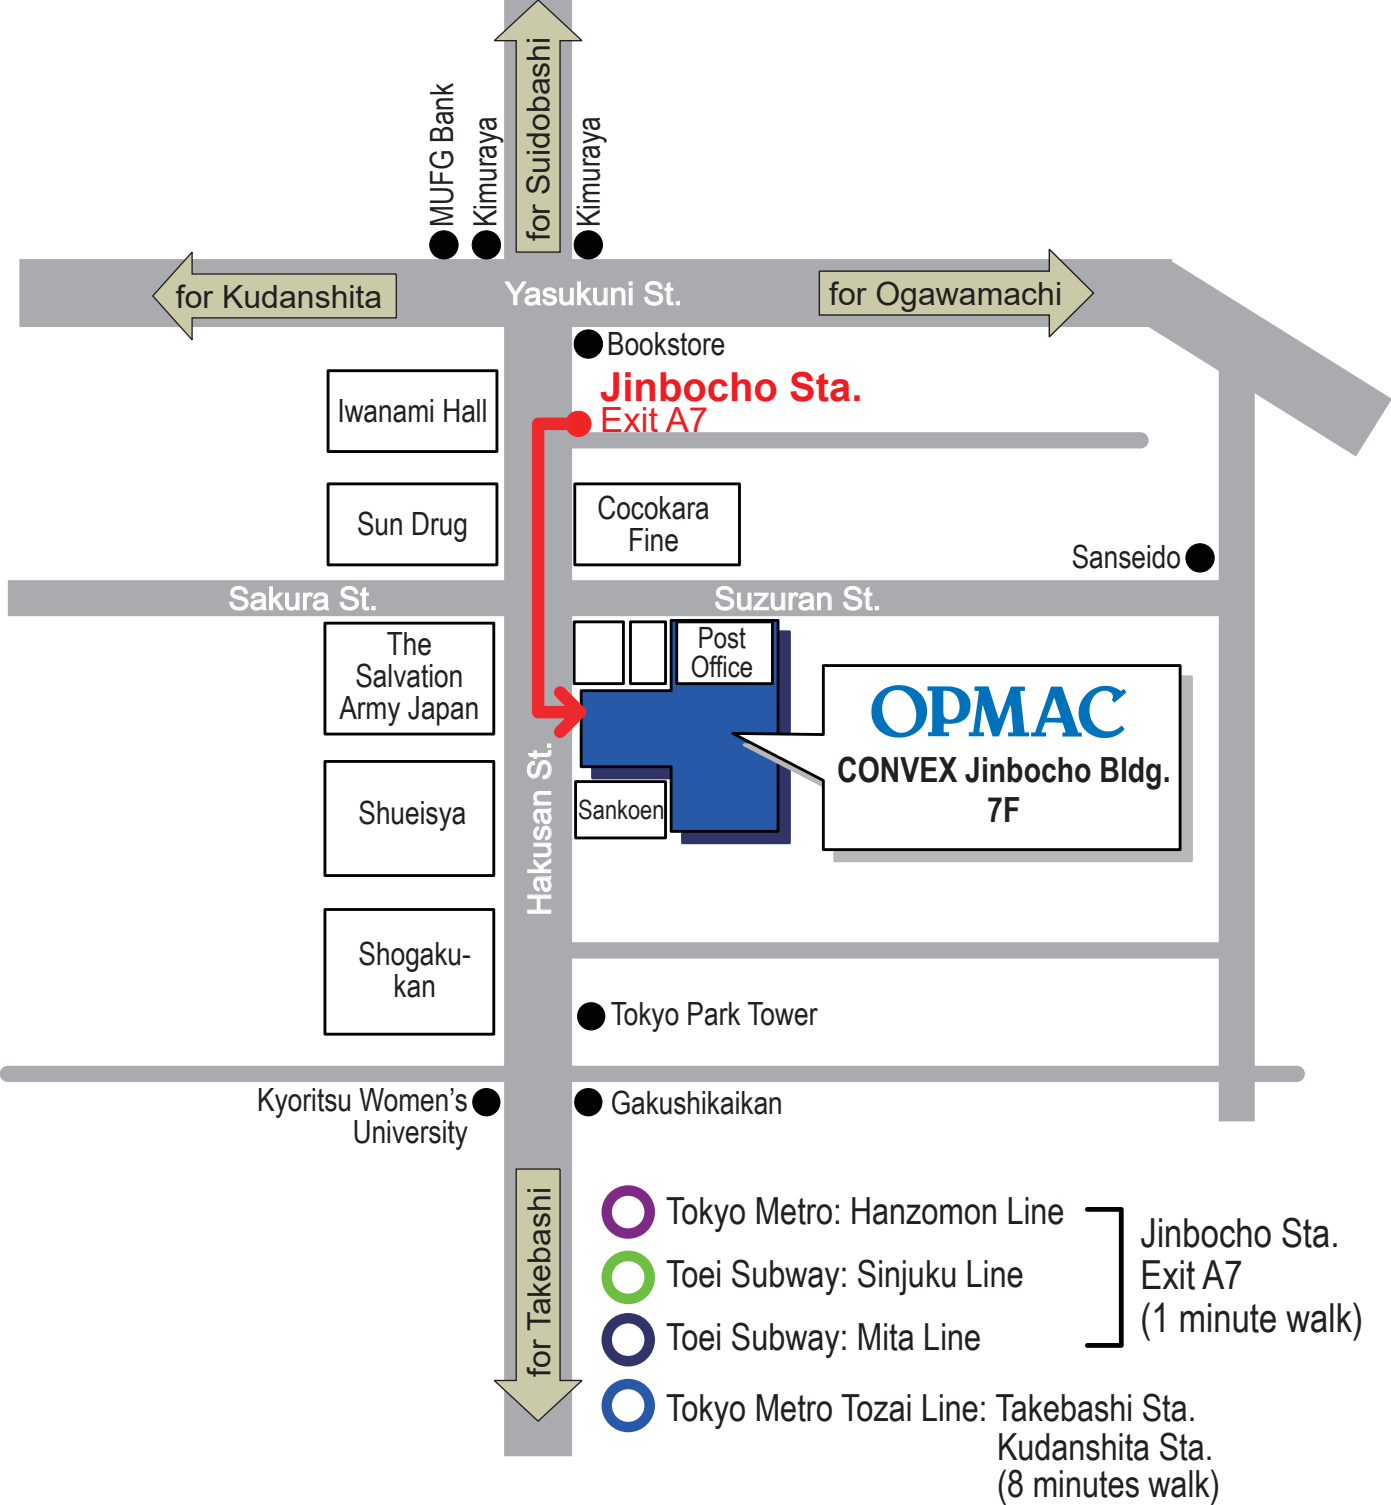 for Suidobashi
MUFG Bank
Kimuraya
Kimuraya
for Kudanshita
Yasukuni St.
for Ogawamachi
Bookstore
Jinbocho Sta.
Exit A7
Iwanami Hall
Sun Drug
Cocokara
Fine
Sanseido
Sakura St.
Suzuran St.
The
Salvation
Army Japan
Post
Office
OPMAC
CONVEX Jinbocho Bldg.
7F
Hakusan St.
Shueisya
Sankoen
Shogaku-
kan
Tokyo Park Tower
Kyoritsu Women’s
University
Gakushikaikan
for Takebashi
Tokyo Metro: Hanzomon Line
Toei Subway: Sinjuku Line
Toei Subway: Mita Line
Jinbocho Sta.
Exit A7
(1 minute walk)
Tokyo Metro Tozai Line: Takebashi Sta.
Kudanshita Sta.
(8 minutes walk)